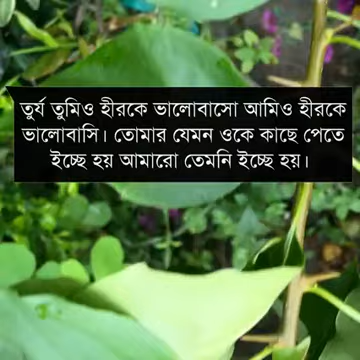 তুর্য তুমিও হীরকে ভালোবাসো আমিও হীরকে
ভালোবাসি। তোমার যেমন ওকে কাছে পেতে
ইচ্ছে হয় আমারো তেমনি ইচ্ছে হয়।